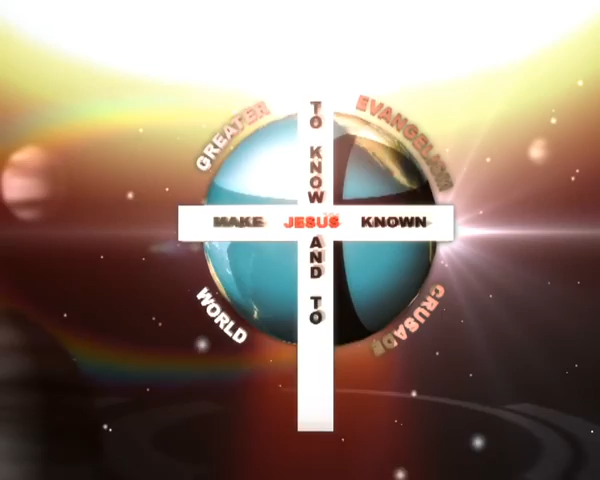 GREATER
EVANGELISM
TO KNOW
MAKE JESUS KNOWN
AND TO
WORLD
CRUSADE